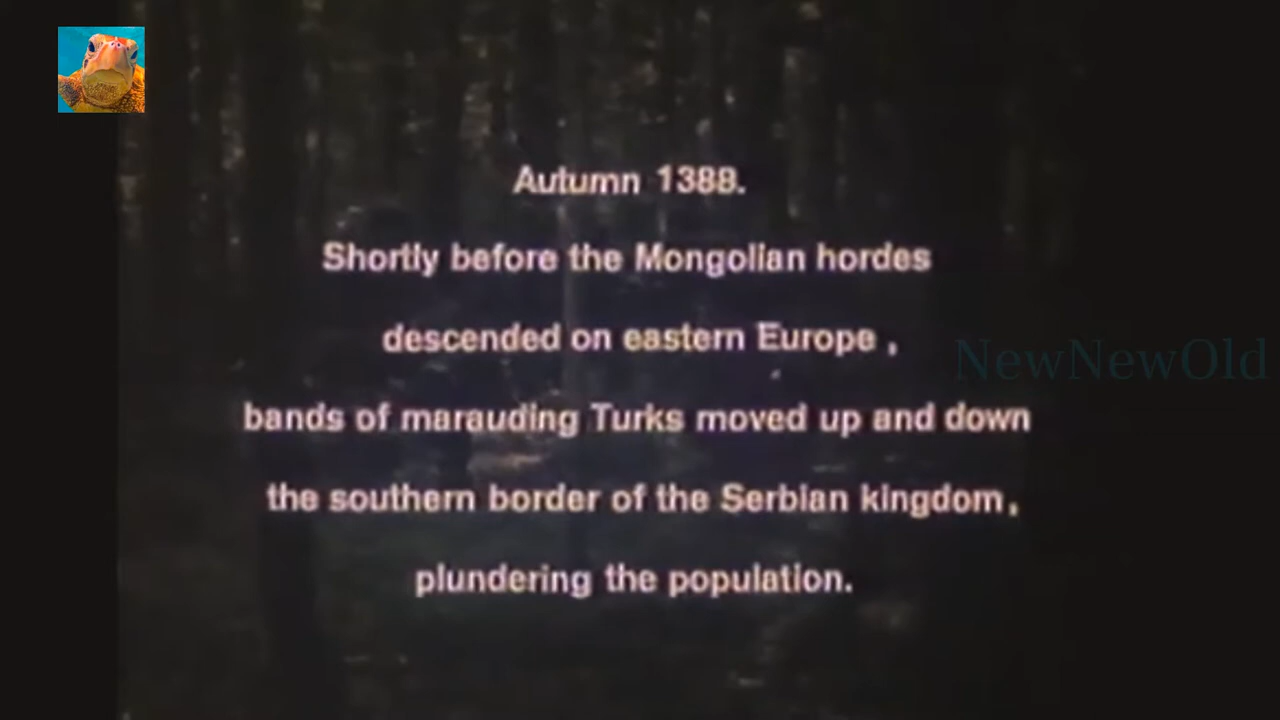 Autumn 1388.
Shortly before the Mongolian hordes
descended on eastern Europe ,
NewNewOld
bands of marauding Turks moved up and down
the southern border of the Serbian kingdom,
plundering the population.